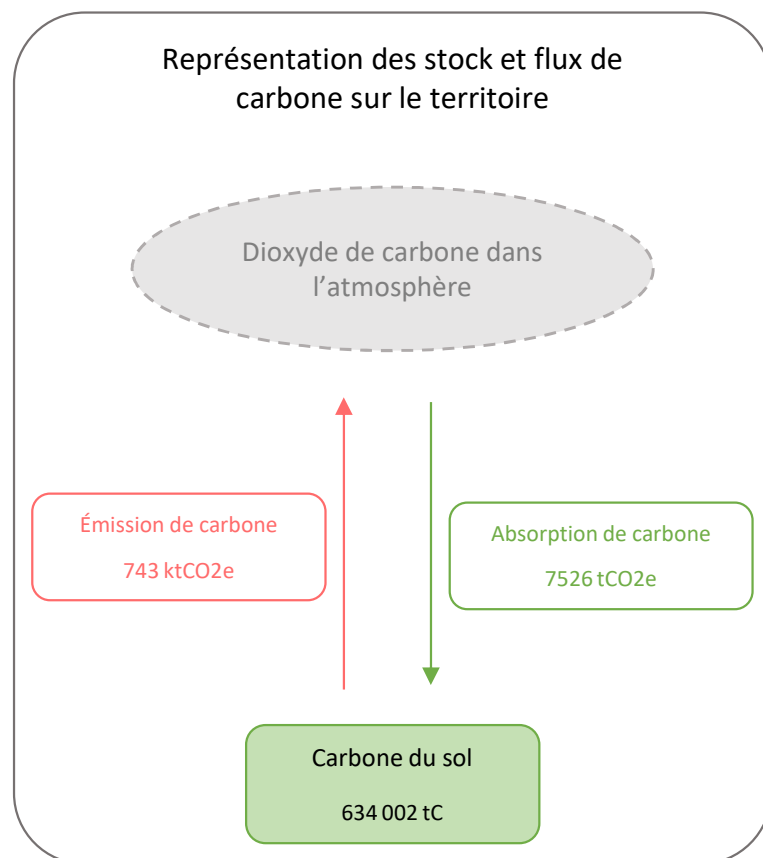 Représentation des stock et flux de
carbone sur le territoire
Dioxyde de carbone dans
l’atmosphère
Émission de carbone
743 ktCO2e
Absorption de carbone
7526 tCO2e
Carbone du sol
634 002 tC